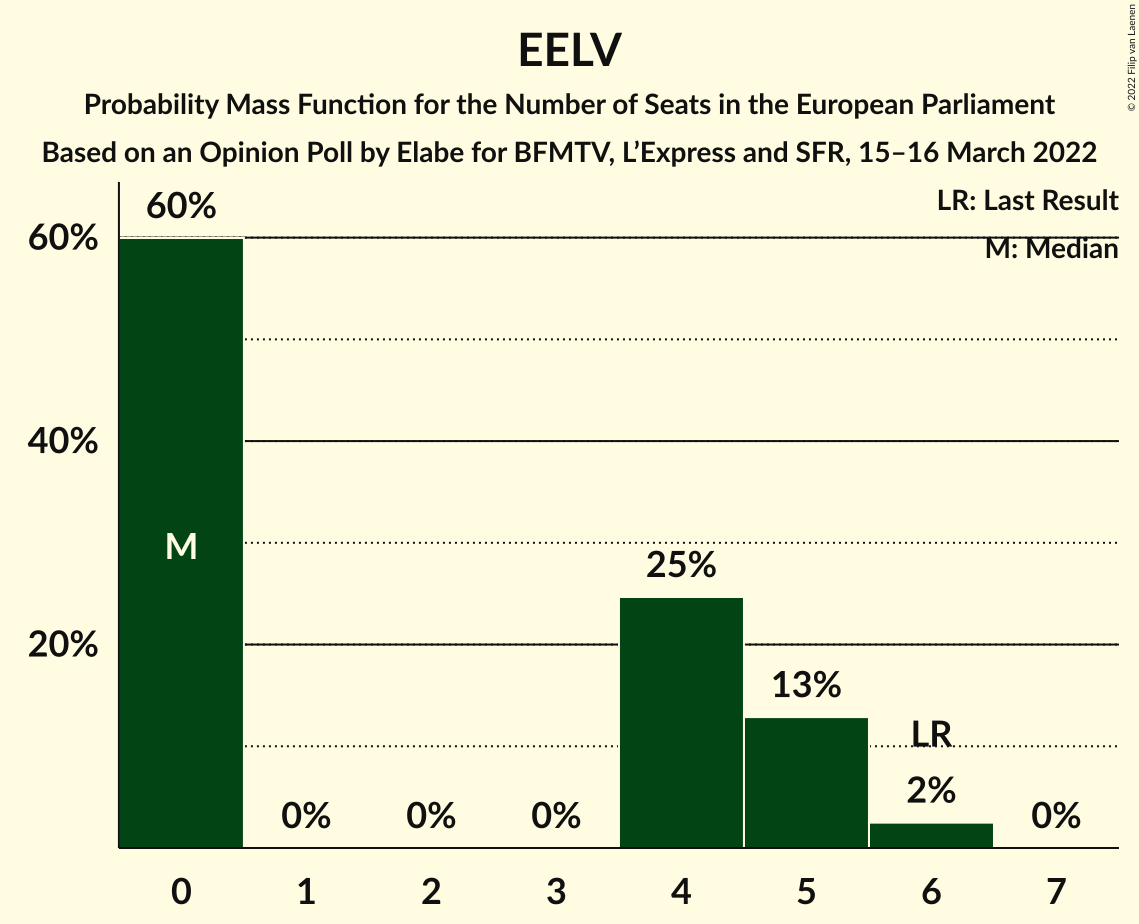 EELV
Probability Mass Function for the Number of Seats in the European Parliament
Based on an Opinion Poll by Elabe for BFMTV, L’Express and SFR, 15–16 March 2022
© 2022 Filip van Laenen
LR: Last Result
M: Median
60%
40%
20%
60%
M
0%
0%
0%
25%
13%
LR
2%
0%
0 1 2 3 4 5 6 7